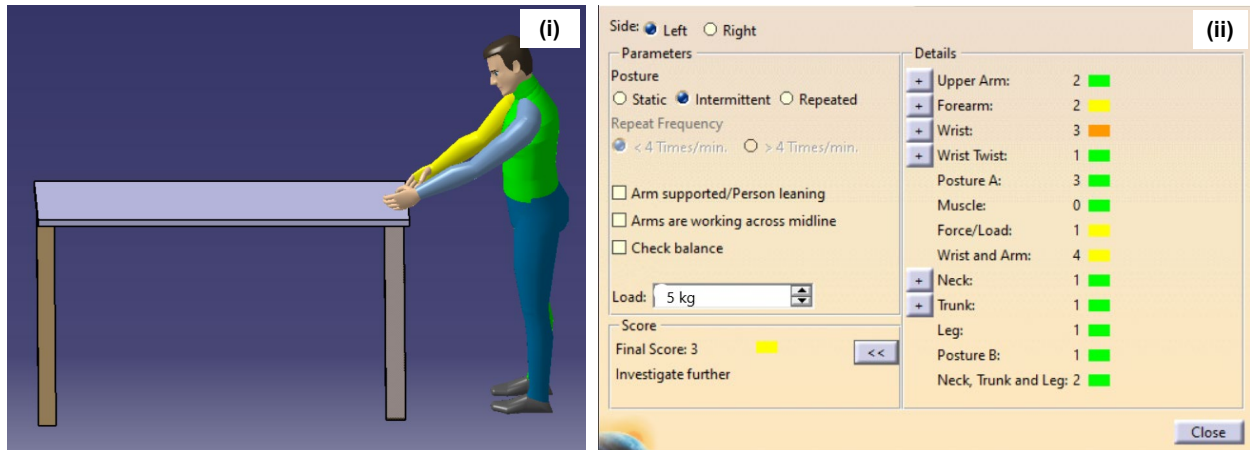 (i)
(ii)
Side: Left Right
Parameters
Posture
Static Intermittent Repeated
Repeat Frequency
< 4 Times/min. > 4 Times/min.
Arm supported/Person leaning
Arms are working across midline
Check balance
Load: 5 kg
Score
Final Score: 3
<<
Investigate further
Details
+ Upper Arm: 2
+ Forearm: 2
+ Wrist: 3
+ Wrist Twist: 1
Posture A: 3
Muscle: 0
Force/Load: 1
Wrist and Arm: 4
+ Neck: 1
+ Trunk: 1
Leg: 1
Posture B: 1
Neck, Trunk and Leg: 2
Close